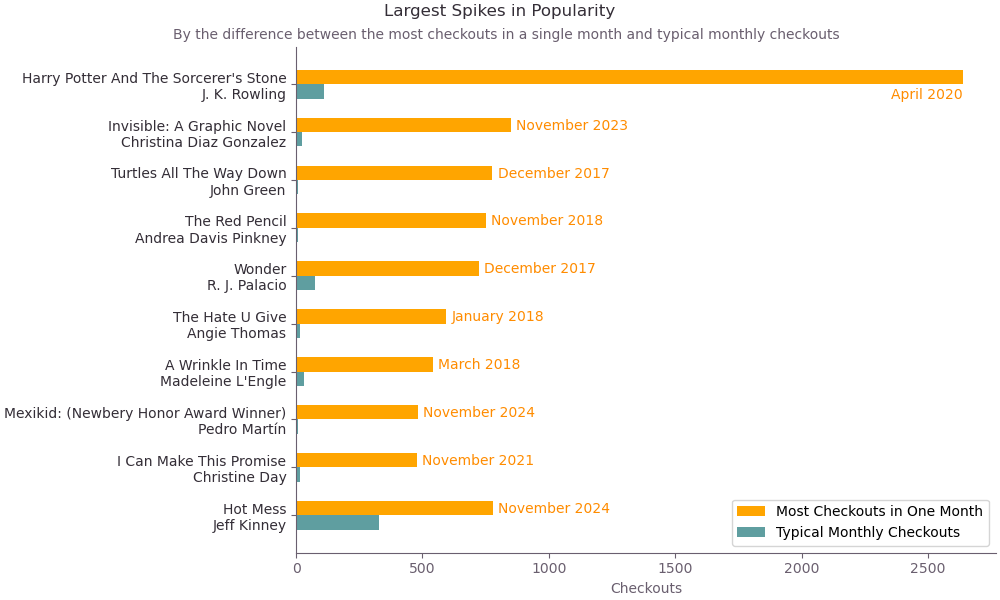 Largest Spikes in Popularity
By the difference between the most checkouts in a single month and typical monthly checkouts
Harry Potter And The Sorcerer's Stone
J. K. Rowling
April 2020
Invisible: A Graphic Novel
Christina Diaz Gonzalez
November 2023
Turtles All The Way Down
John Green
December 2017
The Red Pencil
Andrea Davis Pinkney
November 2018
Wonder
R. J. Palacio
December 2017
The Hate U Give
Angie Thomas
January 2018
A Wrinkle In Time
Madeleine L'Engle
March 2018
Mexikid: (Newbery Honor Award Winner)
Pedro Martín
November 2024
I Can Make This Promise
Christine Day
November 2021
Hot Mess
Jeff Kinney
November 2024
Most Checkouts in One Month
Typical Monthly Checkouts
0 500 1000 1500 2000 2500
Checkouts